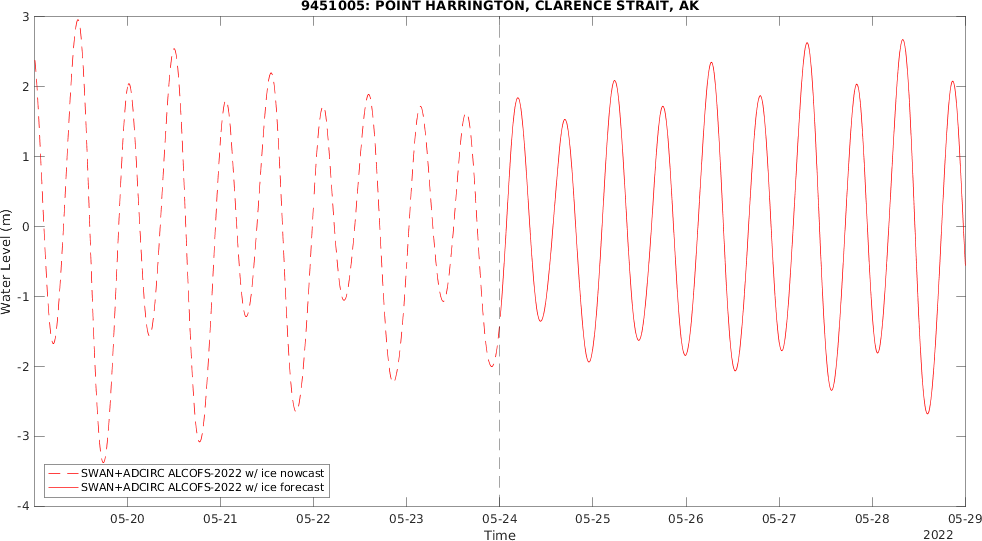 9451005: POINT HARRINGTON, CLARENCE STRAIT, AK
3
2
1
0
-1
-2
-3
-4
Water Level (m)
SWAN+ADCIRC ALCOFS-2022 w/ ice nowcast
SWAN+ADCIRC ALCOFS-2022 w/ ice forecast
05-20 05-21 05-22 05-23 05-24 05-25 05-26 05-27 05-28 05-29
Time
2022